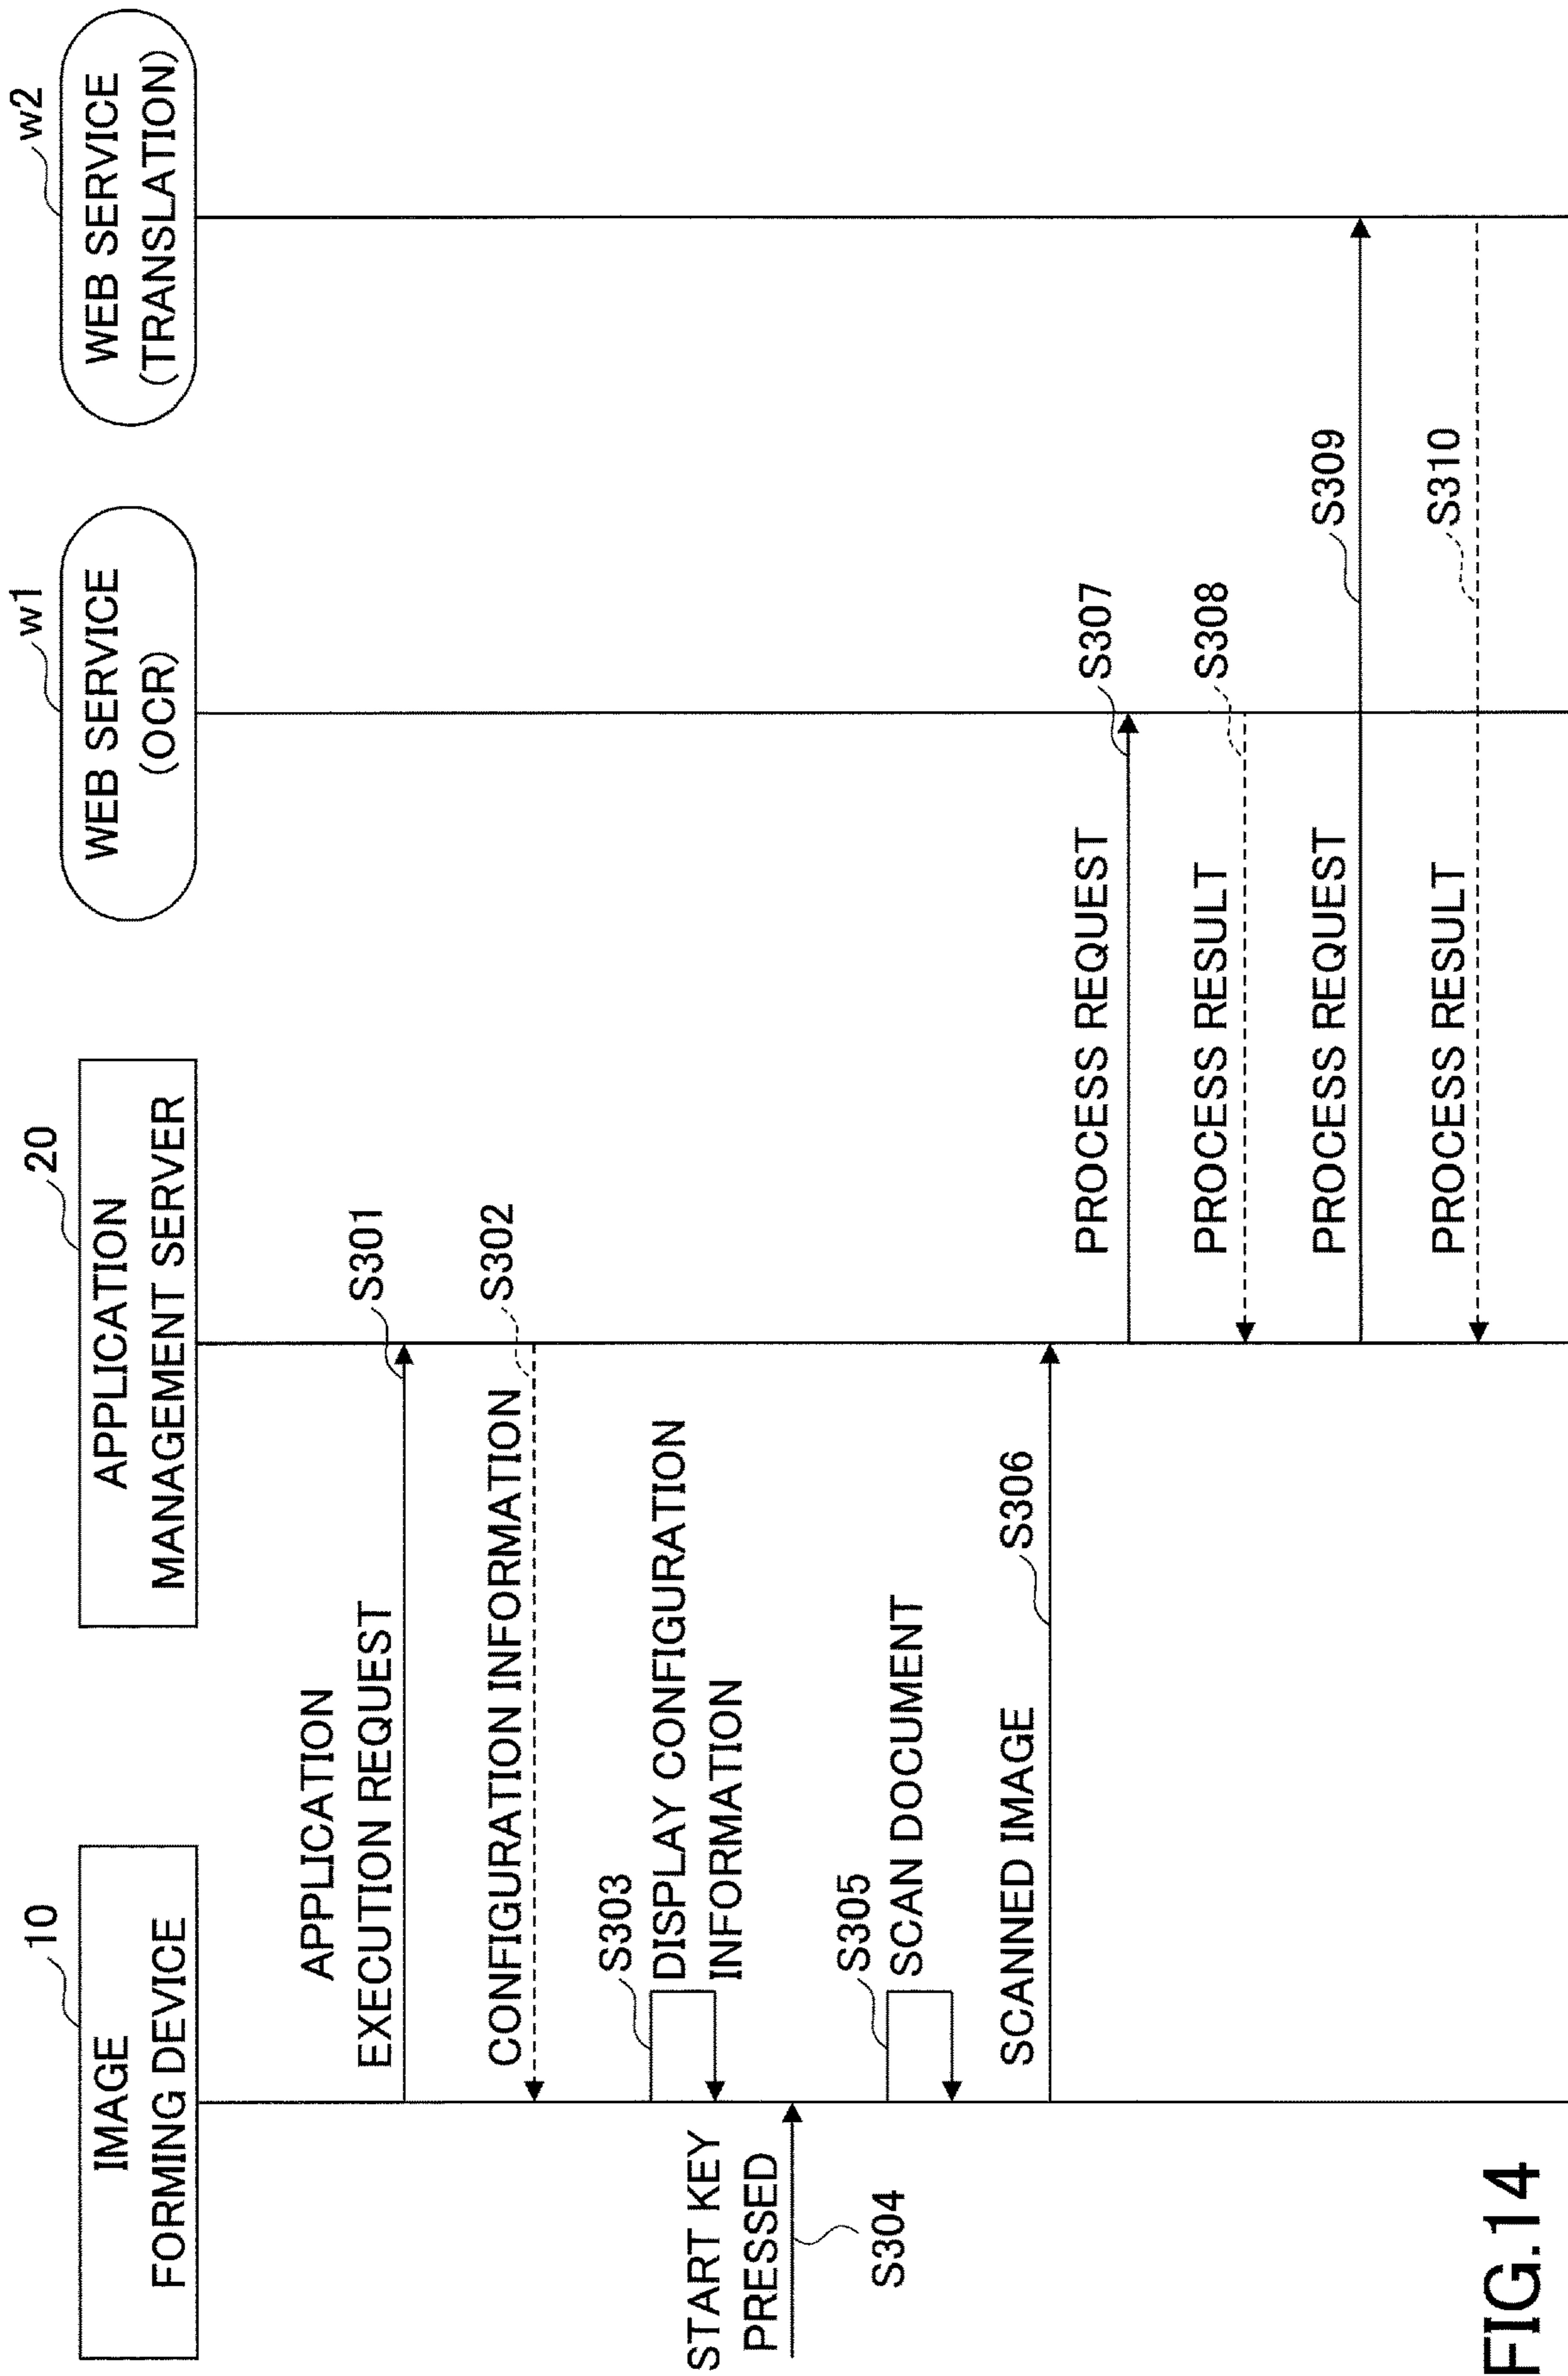 10
IMAGE
FORMING DEVICE
20
APPLICATION
MANAGEMENT SERVER
w1
WEB SERVICE
(OCR)
w2
WEB SERVICE
(TRANSLATION)
APPLICATION
EXECUTION REQUEST
S301
CONFIGURATION INFORMATION
S302
S303
DISPLAY CONFIGURATION
INFORMATION
START KEY
PRESSED
S304
S305
SCAN DOCUMENT
SCANNED IMAGE
S306
PROCESS REQUEST
S307
PROCESS RESULT
S308
PROCESS REQUEST
S309
PROCESS RESULT
S310
FIG.14